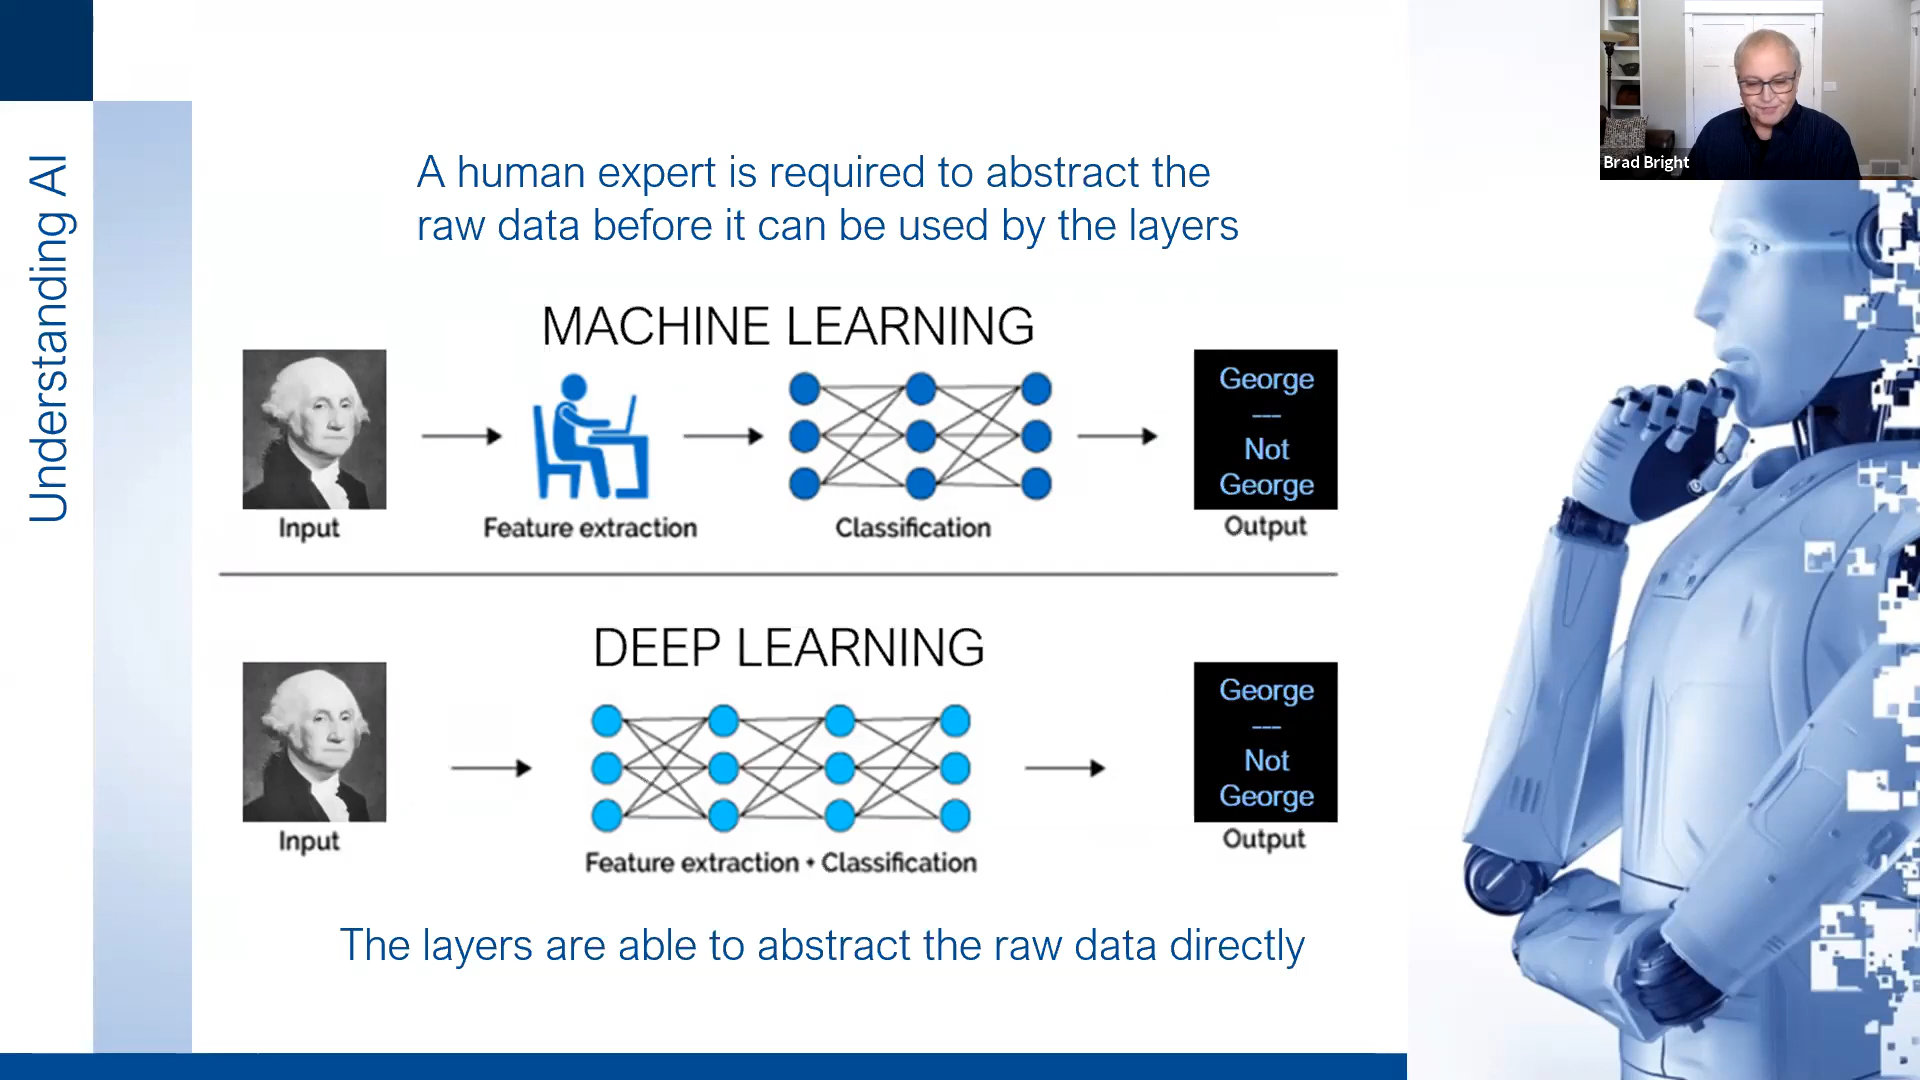 Understanding AI
Brad Bright
A human expert is required to abstract the
raw data before it can be used by the layers
MACHINE LEARNING
George
---
Not
George
Input
Feature extraction
Classification
Output
DEEP LEARNING
George
---
Not
George
Input
Feature extraction + Classification
Output
The layers are able to abstract the raw data directly